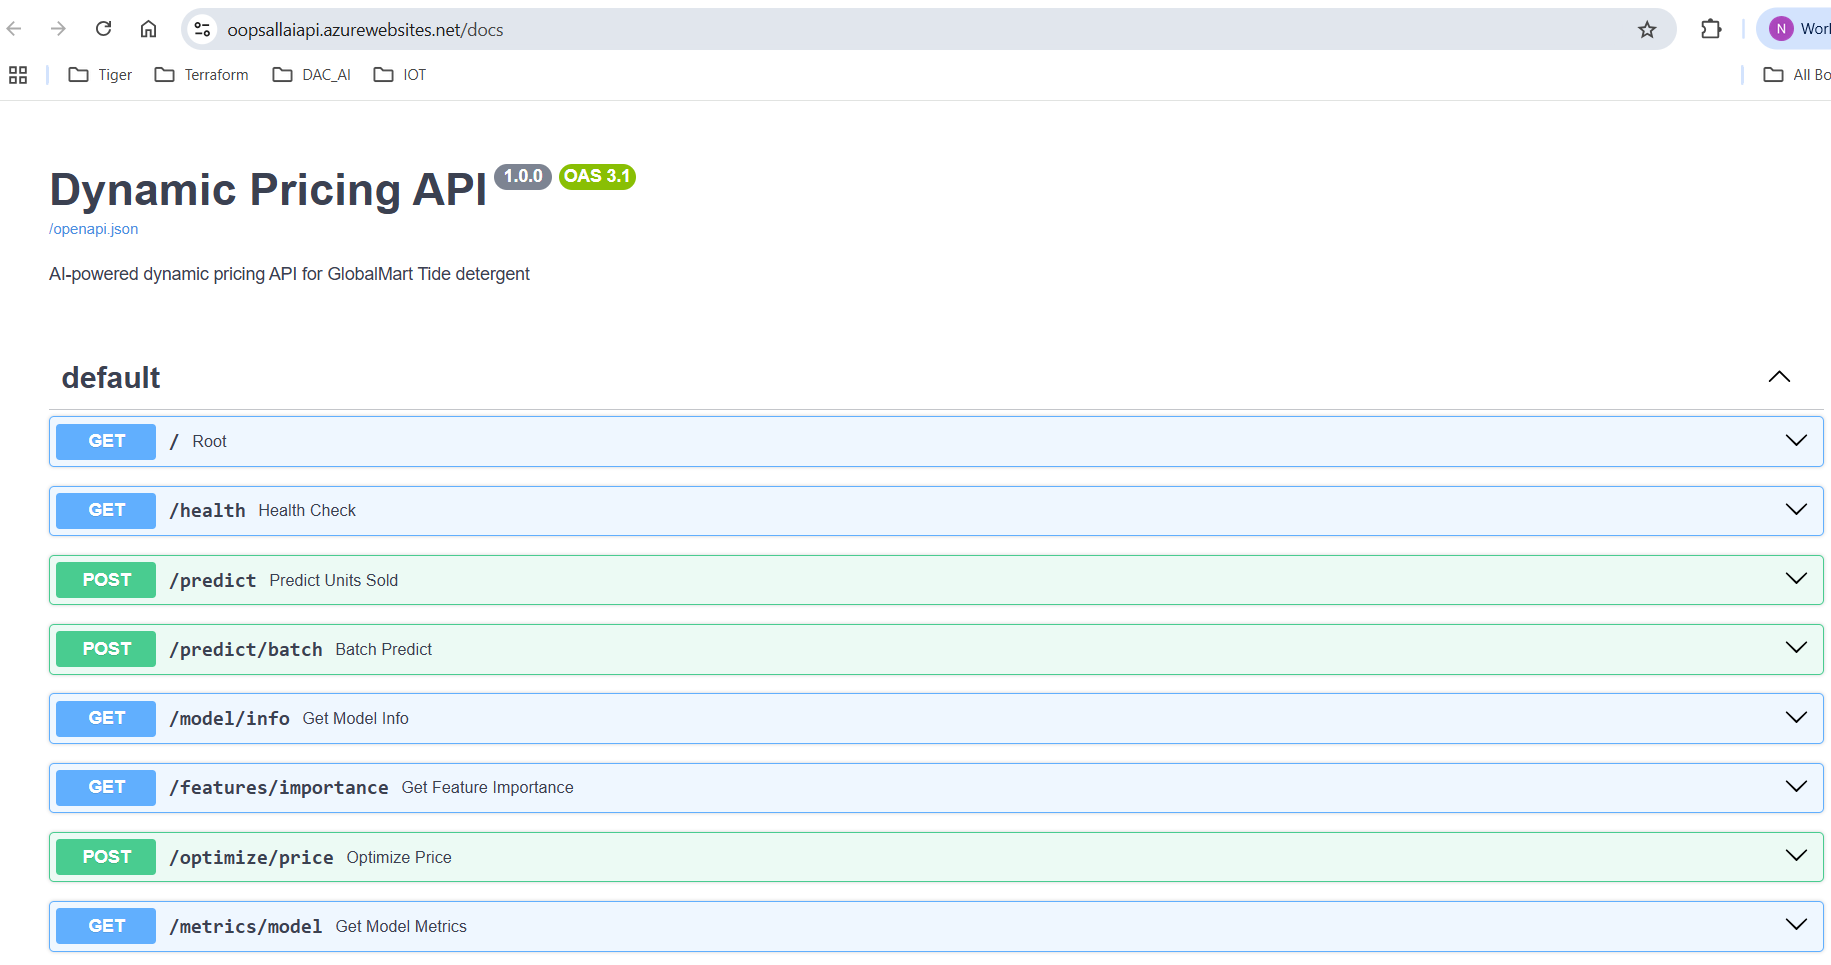 oopsallaiapi.azurewebsites.net/docs
N
Tiger Terraform DAC_AI IOT
Dynamic Pricing API 1.0.0 OAS 3.1
/openapi.json
AI-powered dynamic pricing API for GlobalMart Tide detergent
default
GET / Root
GET /health Health Check
POST /predict Predict Units Sold
POST /predict/batch Batch Predict
GET /model/info Get Model Info
GET /features/importance Get Feature Importance
POST /optimize/price Optimize Price
GET /metrics/model Get Model Metrics